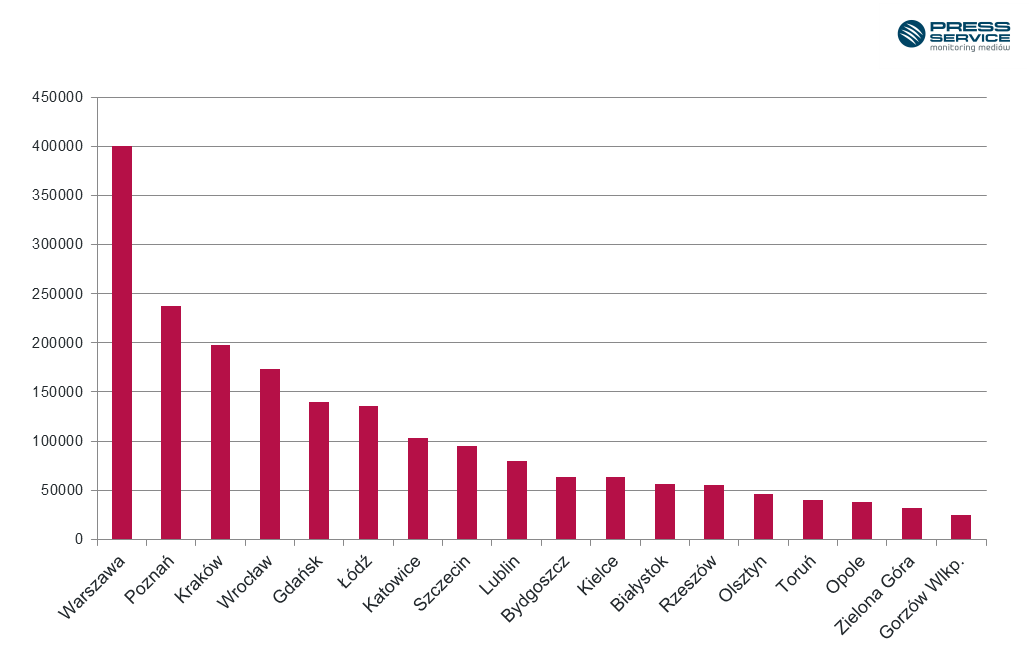 PRESS
SERVICE
monitoring mediów
450000
400000
350000
300000
250000
200000
150000
100000
50000
0
Warszawa
Poznań
Kraków
Wrocław
Gdańsk
Łódź
Katowice
Szczecin
Lublin
Bydgoszcz
Kielce
Białystok
Rzeszów
Olsztyn
Toruń
Opole
Zielona Góra
Gorzów Wlkp.